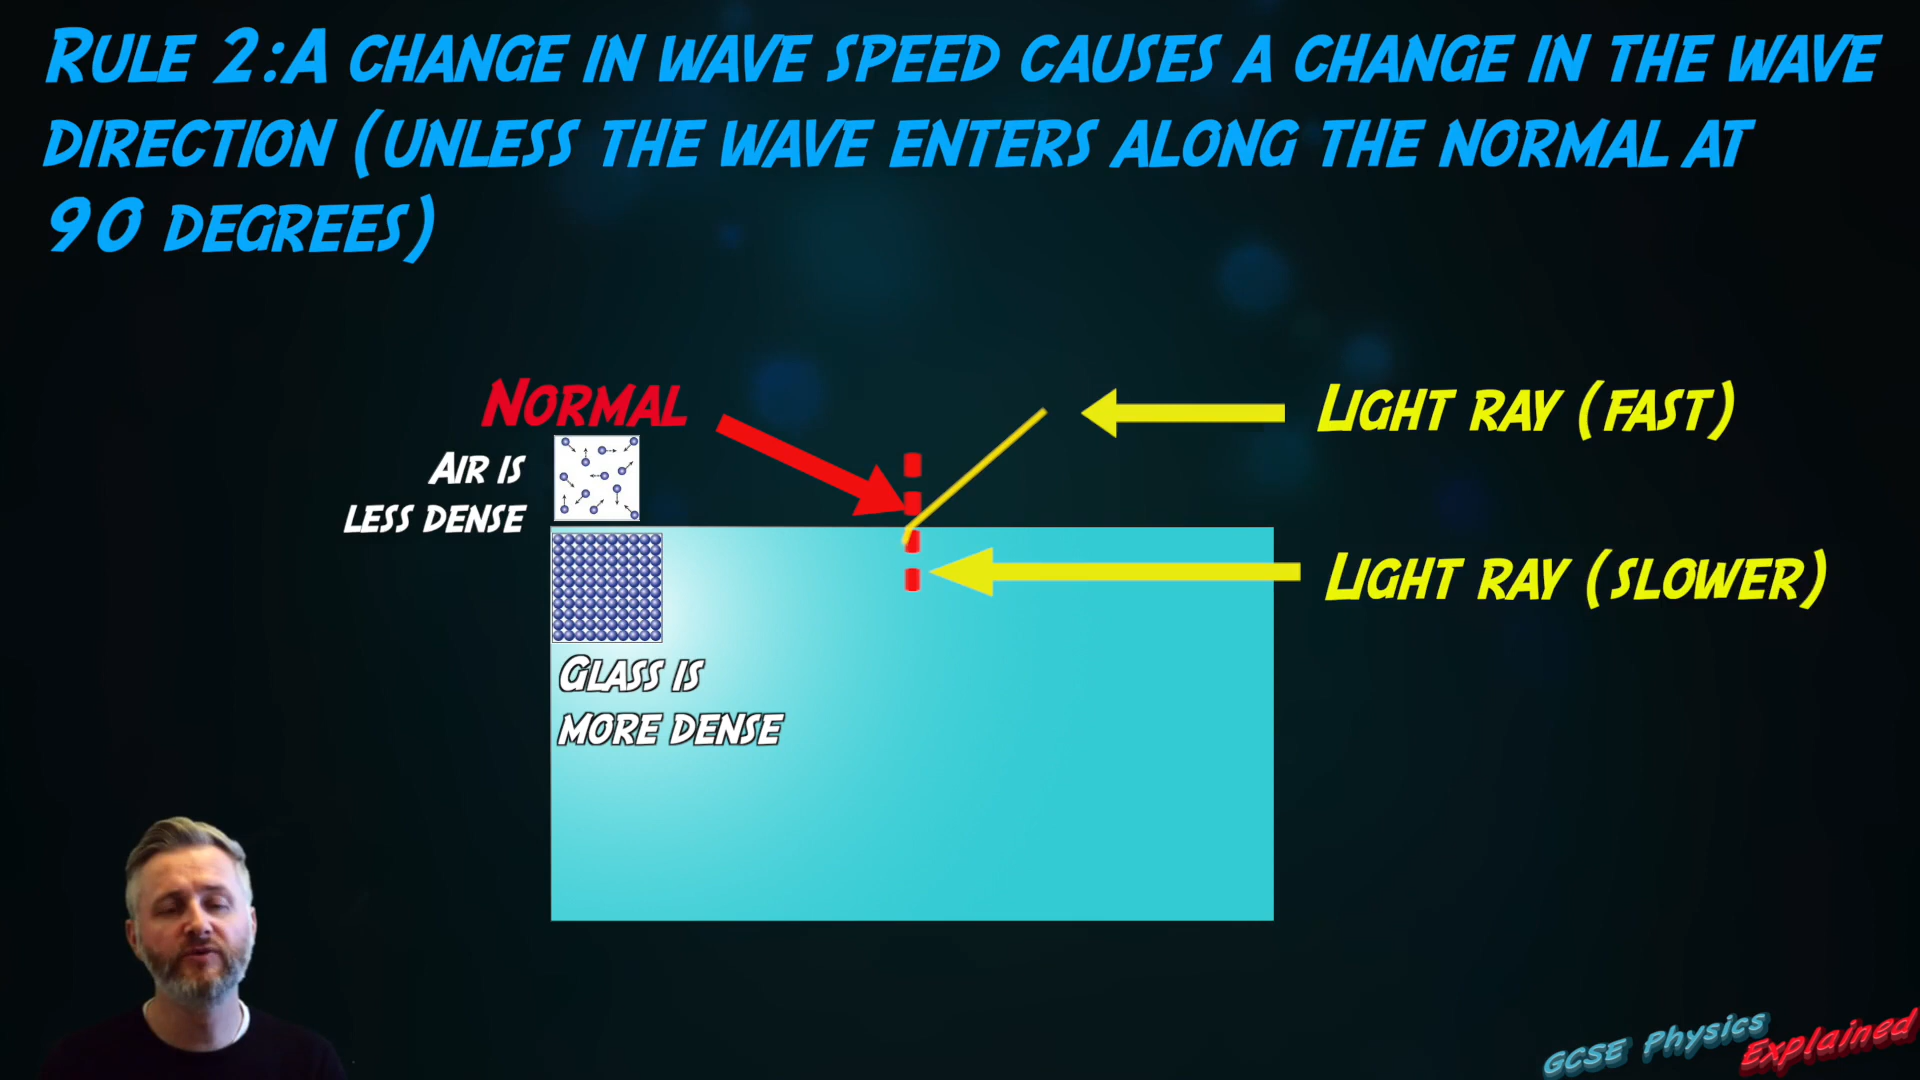 RULE 2:A CHANGE IN WAVE SPEED CAUSES A CHANGE IN THE WAVE
DIRECTION (UNLESS THE WAVE ENTERS ALONG THE NORMAL AT
90 DEGREES)
NORMAL
LIGHT RAY (FAST)
AIR IS
LESS DENSE
LIGHT RAY (SLOWER)
GLASS IS
MORE DENSE
GCSE Physics
Explained